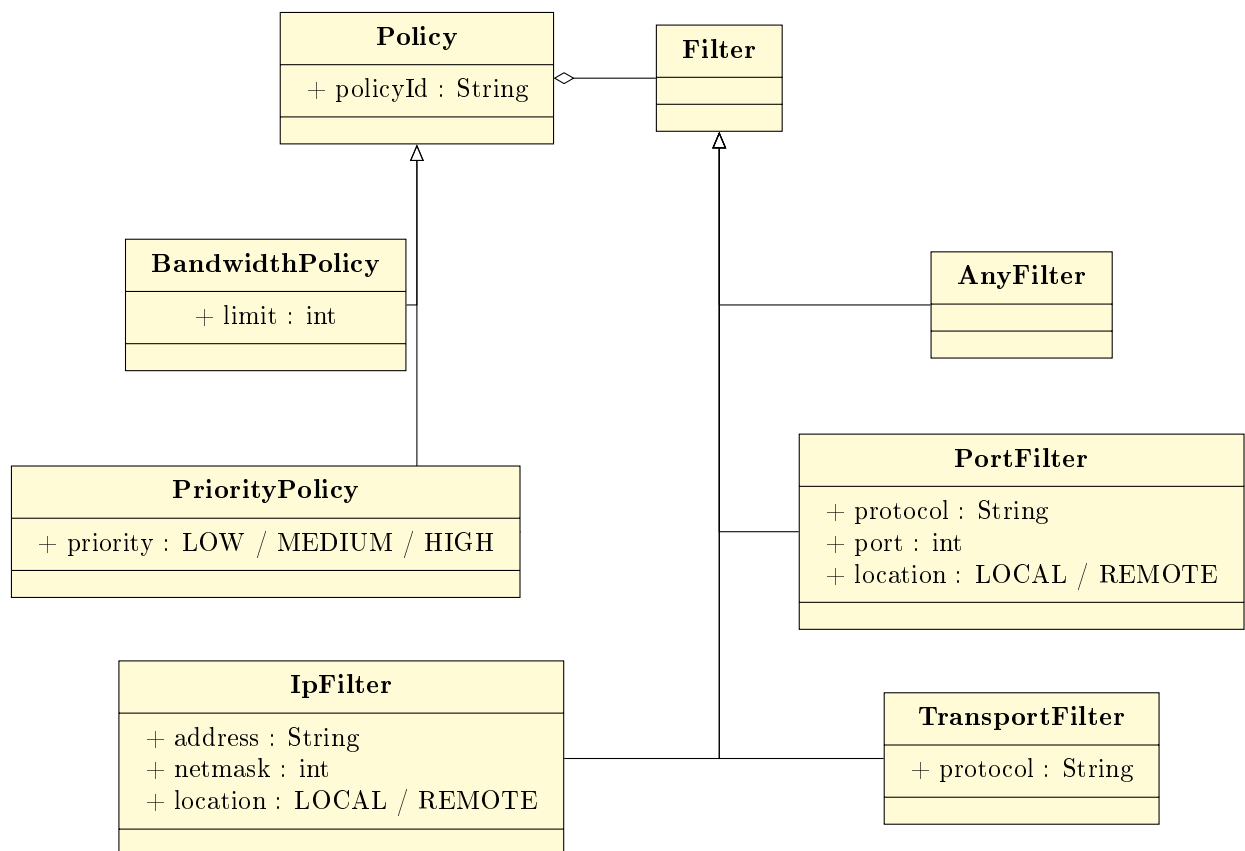 Policy
+ policyId : String
Filter
BandwidthPolicy
+ limit : int
AnyFilter
PriorityPolicy
+ priority : LOW / MEDIUM / HIGH
PortFilter
+ protocol : String
+ port : int
+ location : LOCAL / REMOTE
IpFilter
+ address : String
+ netmask : int
+ location : LOCAL / REMOTE
TransportFilter
+ protocol : String